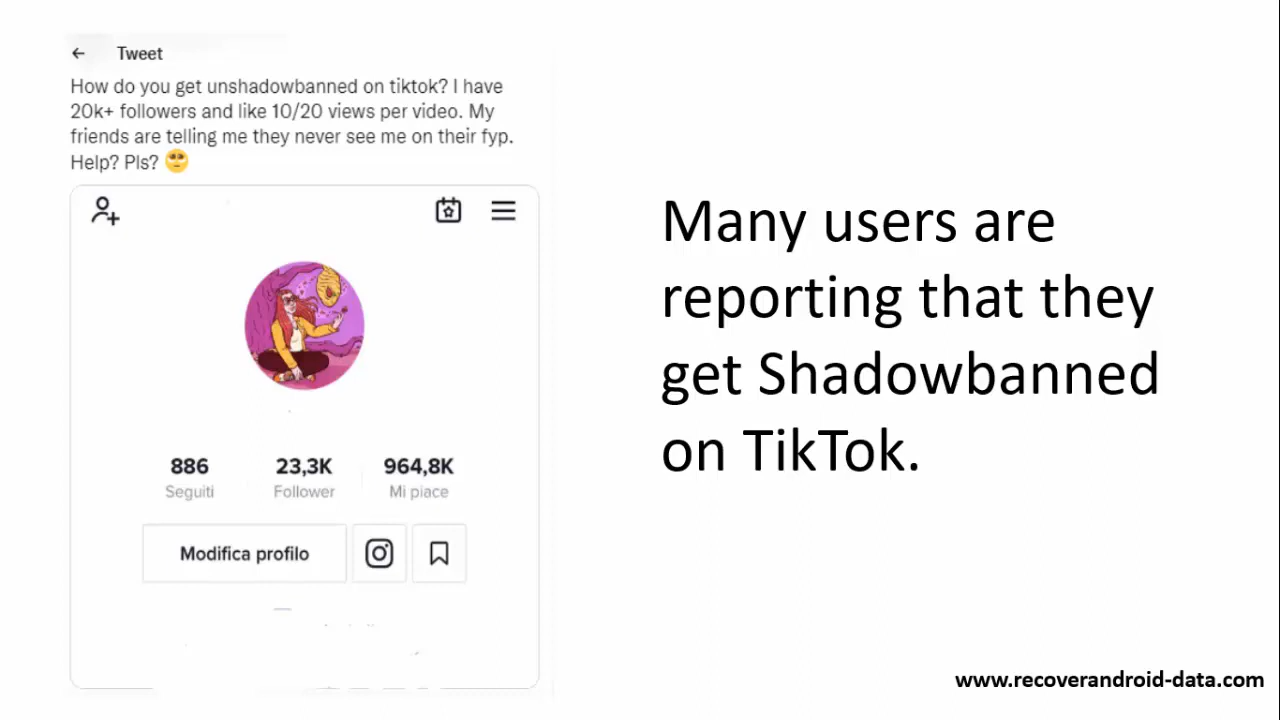 Tweet
How do you get unshadowbanned on tiktok? I have
20k+ followers and like 10/20 views per video. My
friends are telling me they never see me on their fyp.
Help? Pls? 🙄
886 23,3K 964,8K
Seguiti Follower Mi piace
Modifica profilo
Many users are
reporting that they
get Shadowbanned
on TikTok.
www.recoverandroid-data.com